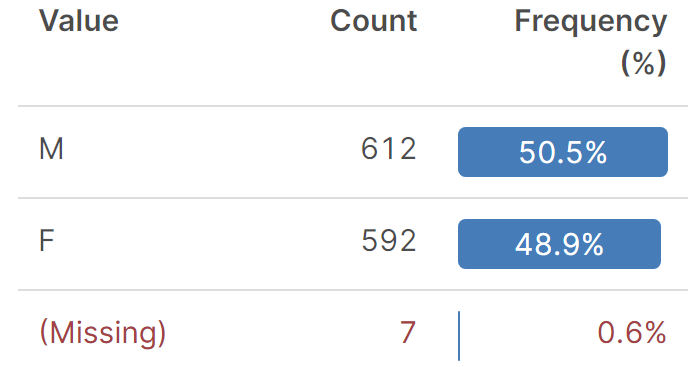 Value Count Frequency
(%)
M 612 50.5%
F 592 48.9%
(Missing) 7 0.6%